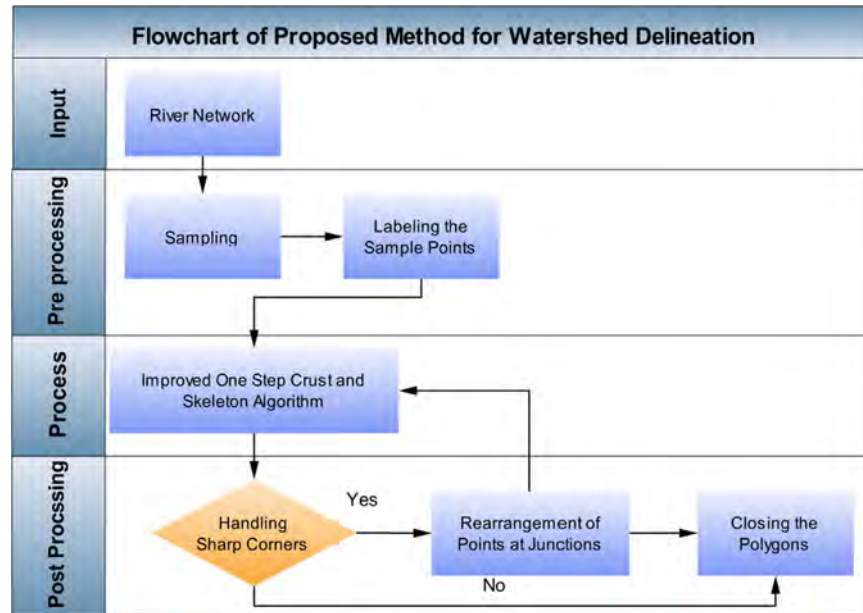 Flowchart of Proposed Method for Watershed Delineation
Input
River Network
Pre processing
Sampling
Labeling the
Sample Points
Process
Improved One Step Crust and
Skeleton Algorithm
Post Procssing
Handling
Sharp Corners
Yes
Rearrangement of
Points at Junctions
Closing the
Polygons
No